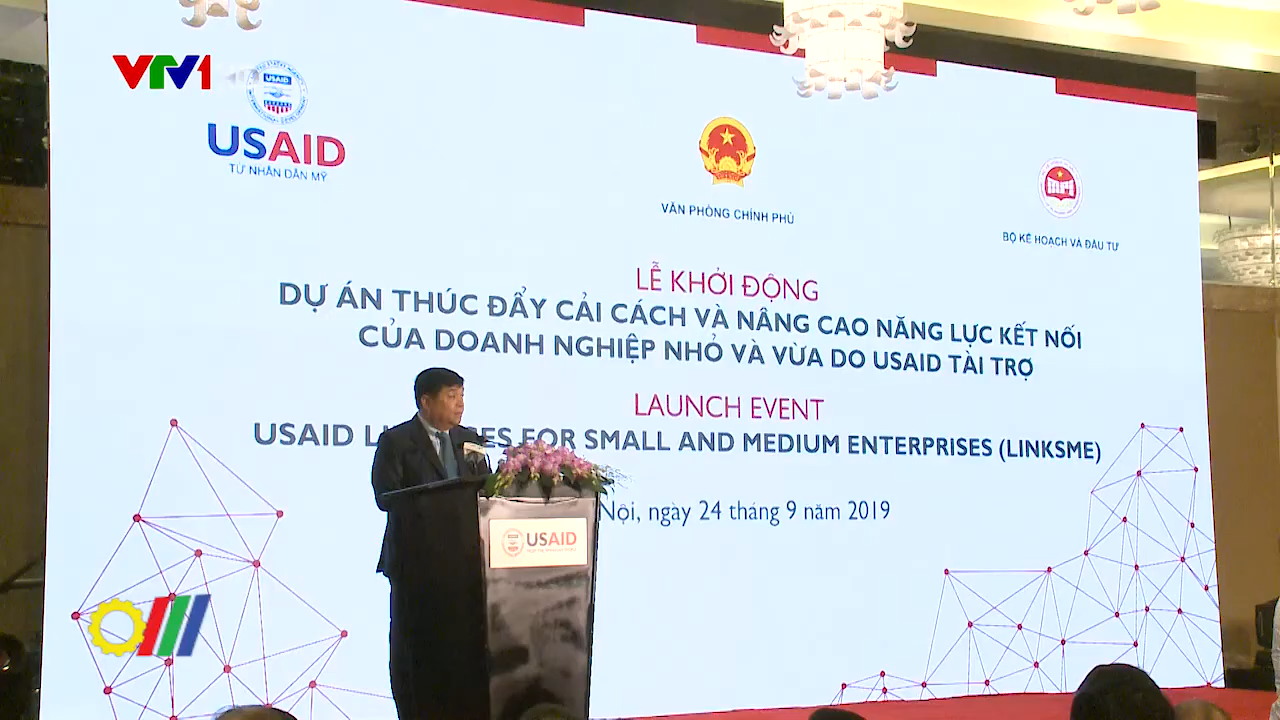 VTV1
USAID
USAID
TỪ NHÂN DÂN MỸ
VĂN PHÒNG CHÍNH PHỦ
BỘ KẾ HOẠCH VÀ ĐẦU TƯ
LỄ KHỞI ĐỘNG
DỰ ÁN THÚC ĐẨY CẢI CÁCH VÀ NÂNG CAO NĂNG LỰC KẾT NỐI
CỦA DOANH NGHIỆP NHỎ VÀ VỪA DO USAID TÀI TRỢ
LAUNCH EVENT
USAID FOR SMALL AND MEDIUM ENTERPRISES (LINKSME)
Nội, ngày 24 tháng 9 năm 2019
USAID